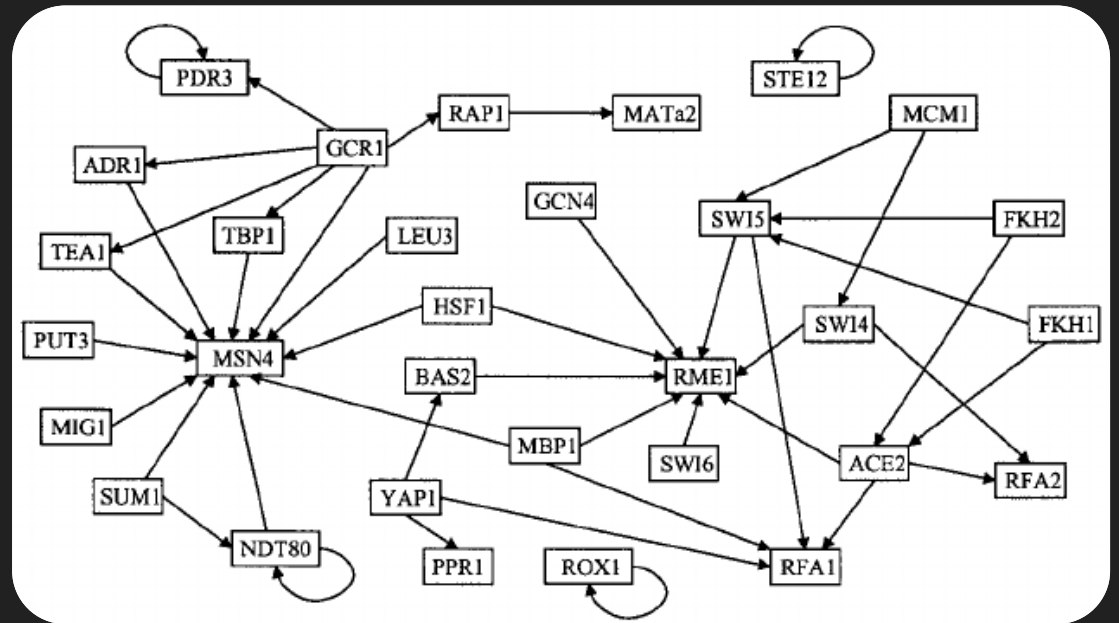 PDR3
STE12
RAP1
MATa2
MCM1
GCR1
ADR1
GCN4
SWI5
FKH2
TBP1
LEU3
TEA1
HSF1
SWI4
FKH1
PUT3
MSN4
BAS2
RME1
MIG1
MBP1
SWI6
ACE2
RFA2
SUM1
YAP1
NDT80
PPR1
ROX1
RFA1